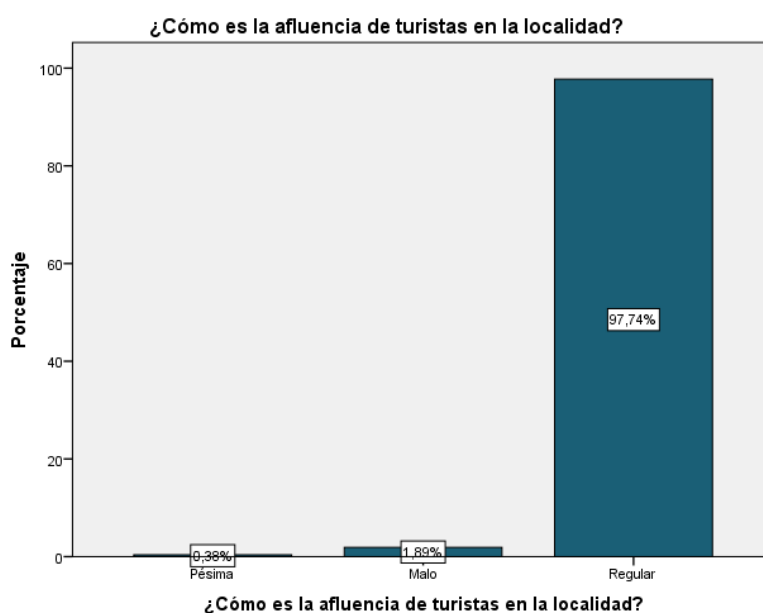 ¿Cómo es la afluencia de turistas en la localidad?
100
80
60
40
20
0
Porcentaje
0,38%
1,89%
97,74%
Pésima
Malo
Regular
¿Cómo es la afluencia de turistas en la localidad?